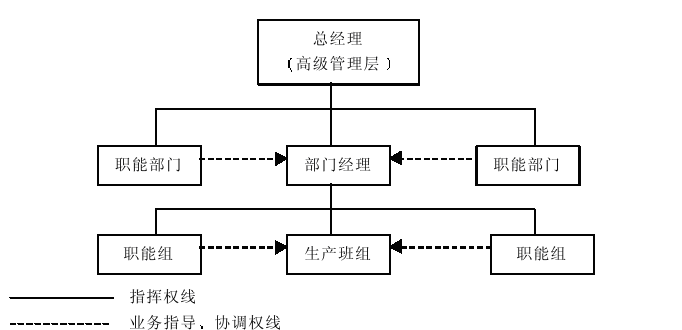 总经理
(高级管理层)
职能部门
部门经理
职能部门
职能组
生产班组
职能组
指挥权线
业务指导、协调权线